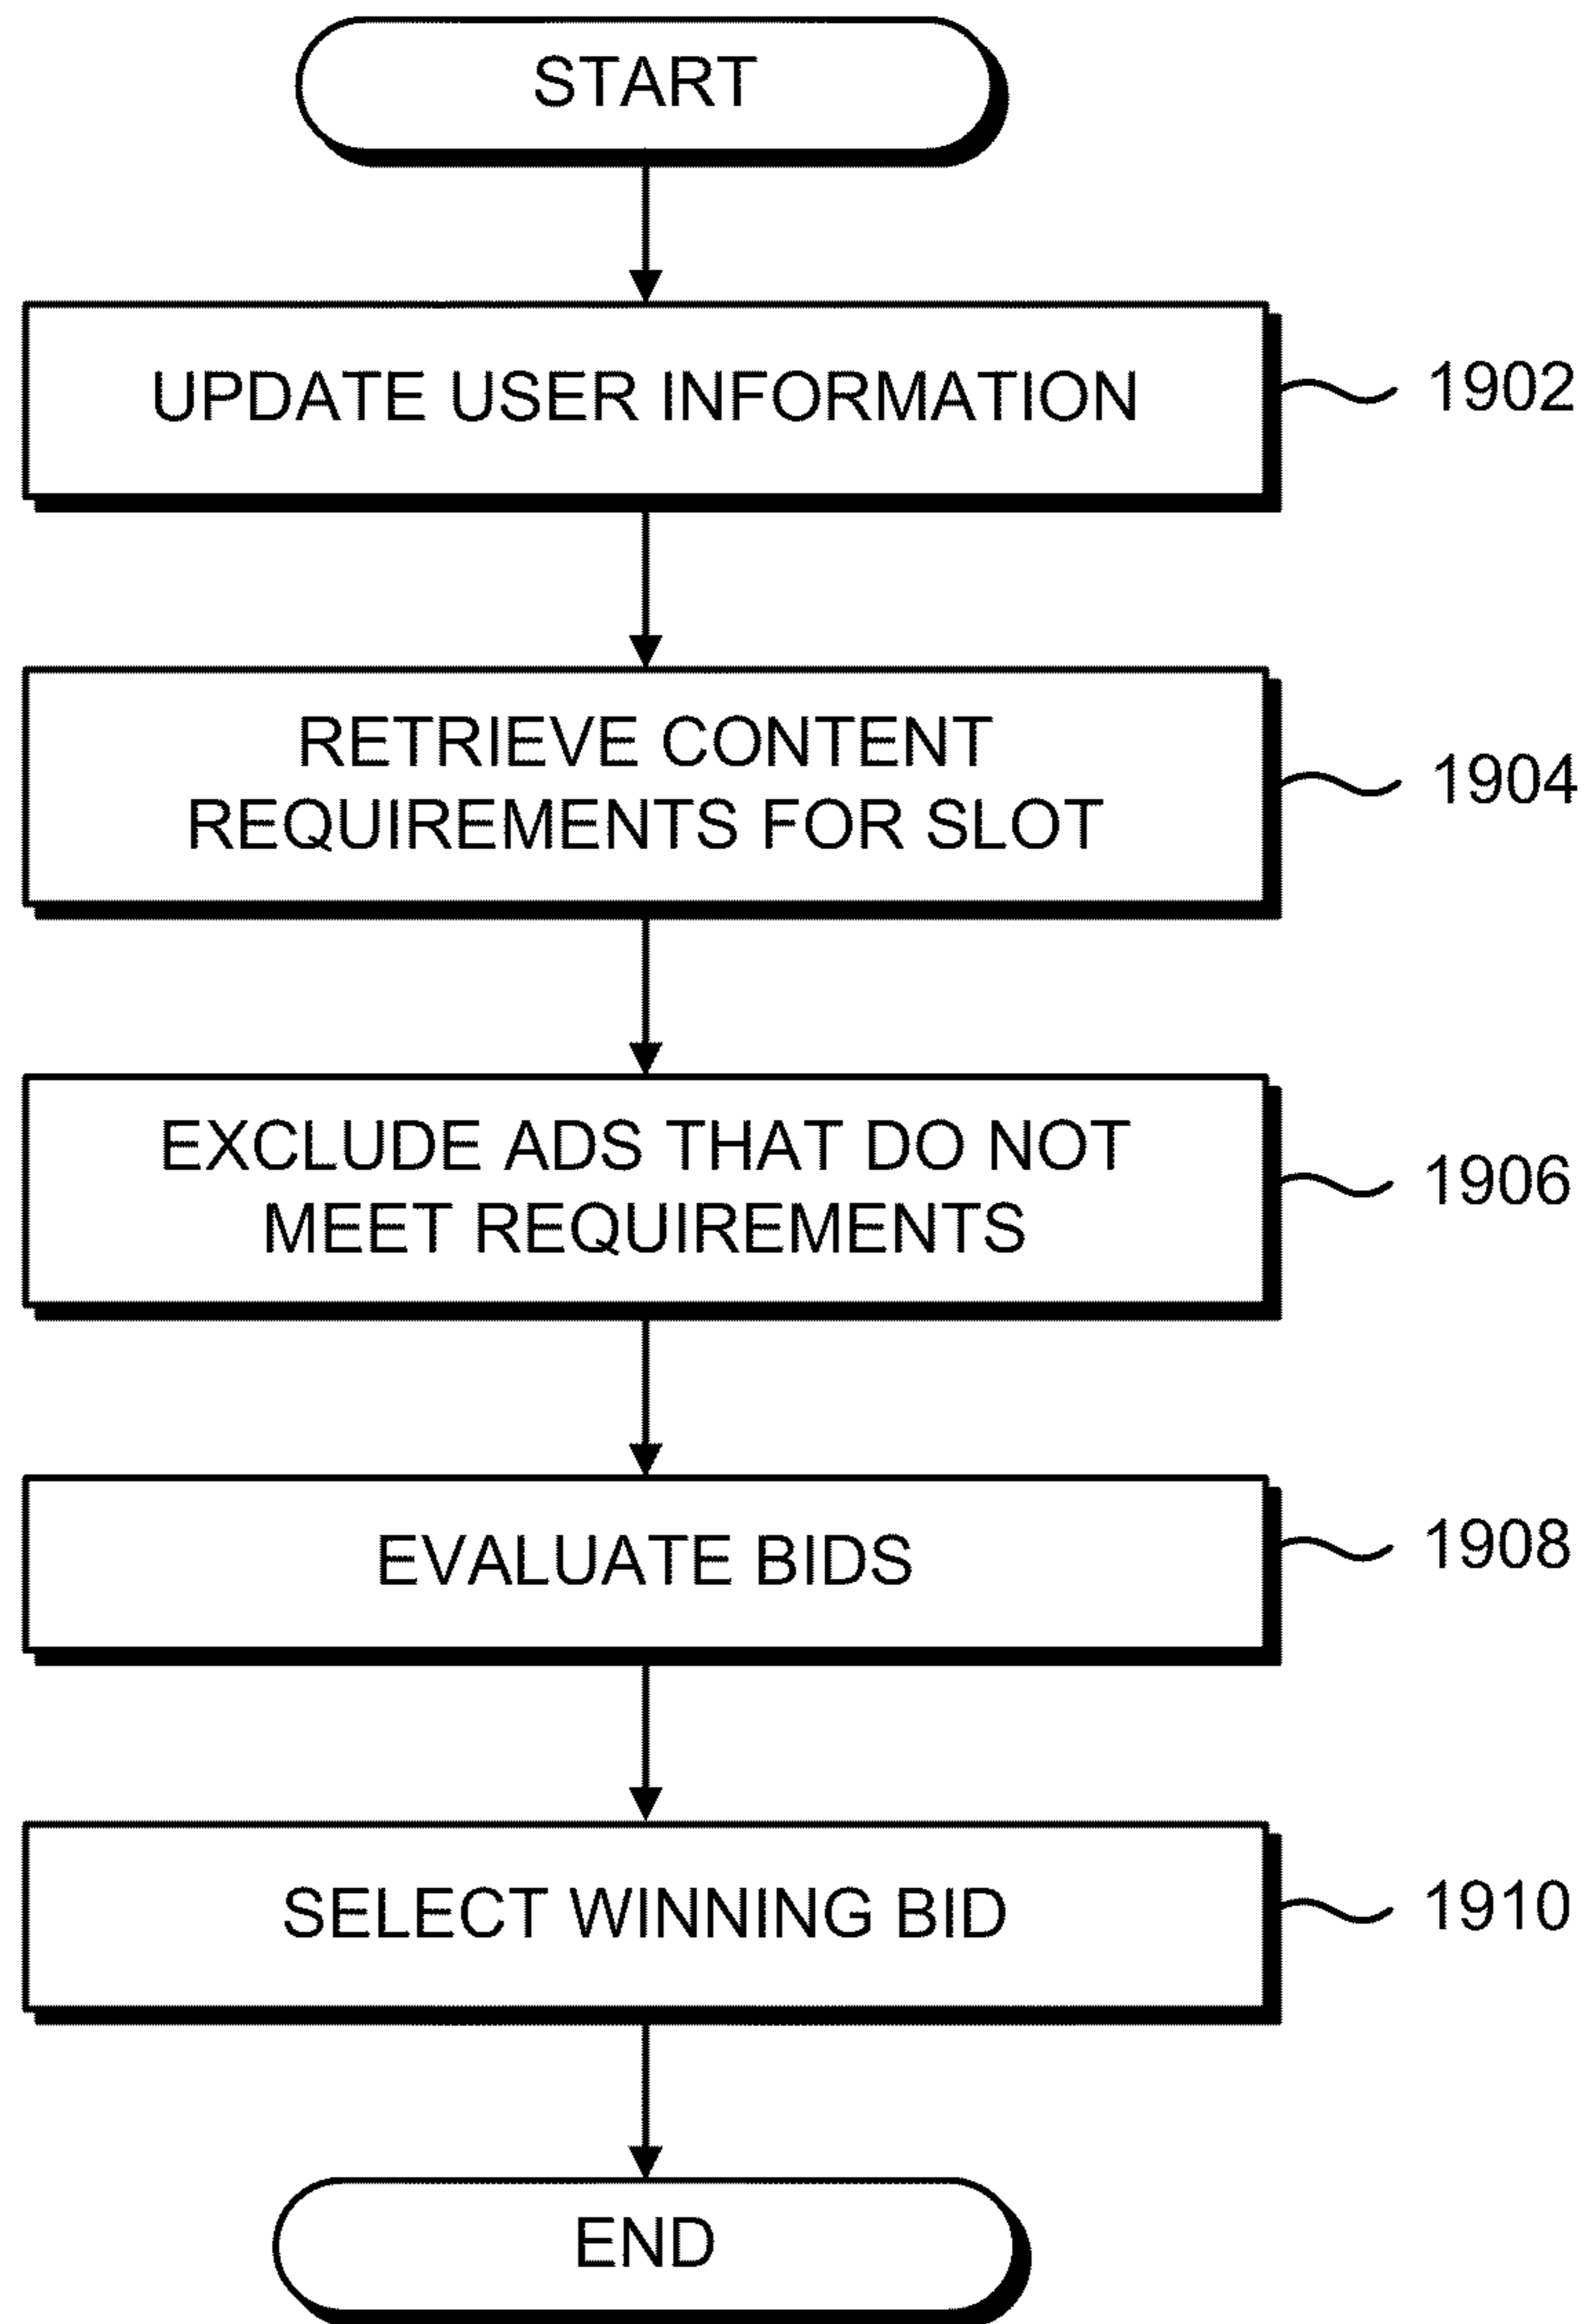 START
UPDATE USER INFORMATION
1902
RETRIEVE CONTENT
REQUIREMENTS FOR SLOT
1904
EXCLUDE ADS THAT DO NOT
MEET REQUIREMENTS
1906
EVALUATE BIDS
1908
SELECT WINNING BID
1910
END